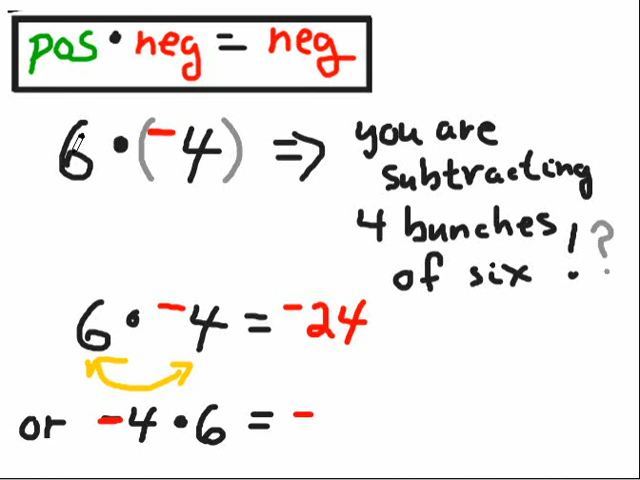 pos • neg = neg
6 • (-4) ⇒ you are
subtracting
4 bunches
of six !?
6 • -4 = -24
or -4 • 6 = -